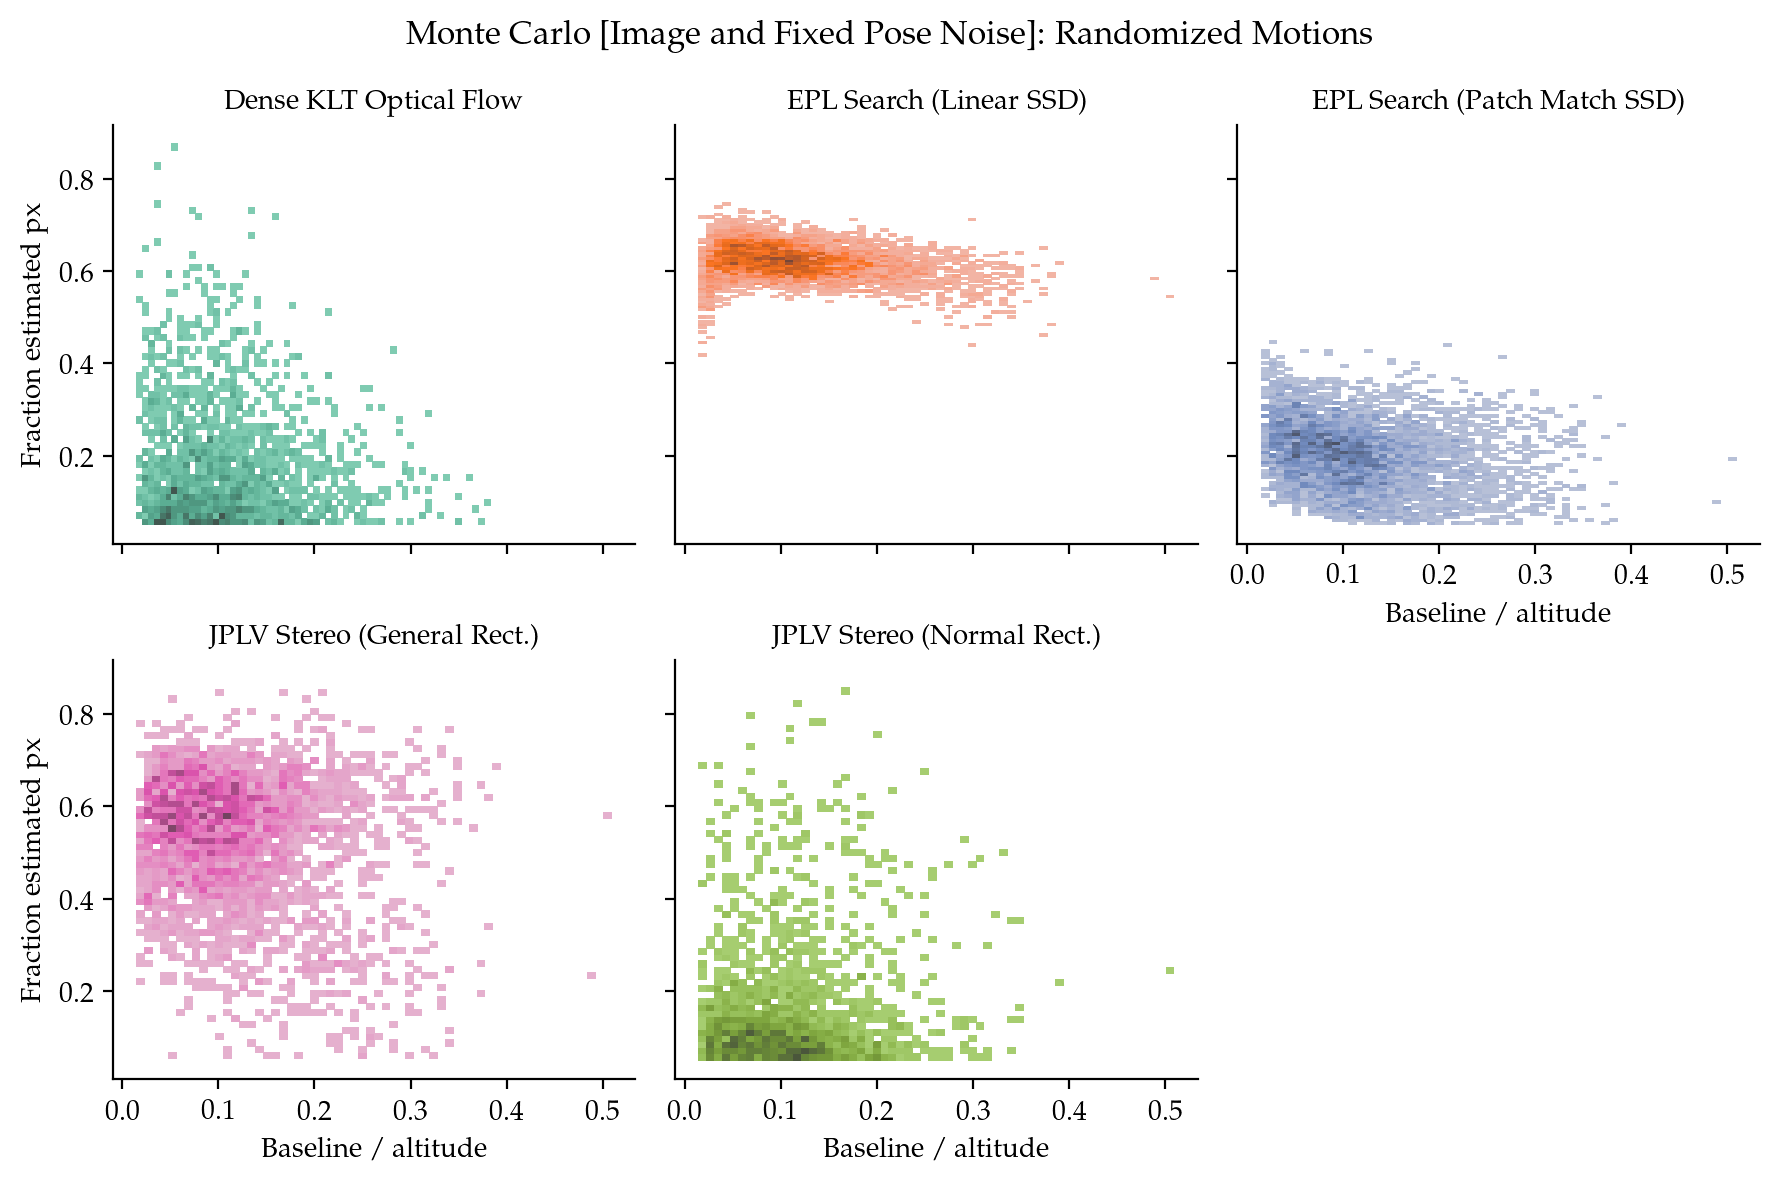 Monte Carlo [Image and Fixed Pose Noise]: Randomized Motions
Dense KLT Optical Flow
EPL Search (Linear SSD)
EPL Search (Patch Match SSD)
Fraction estimated px
0.8
0.6
0.4
0.2
0.0 0.1 0.2 0.3 0.4 0.5
Baseline / altitude
JPLV Stereo (General Rect.)
JPLV Stereo (Normal Rect.)
Fraction estimated px
0.8
0.6
0.4
0.2
0.0 0.1 0.2 0.3 0.4 0.5
0.0 0.1 0.2 0.3 0.4 0.5
Baseline / altitude
Baseline / altitude